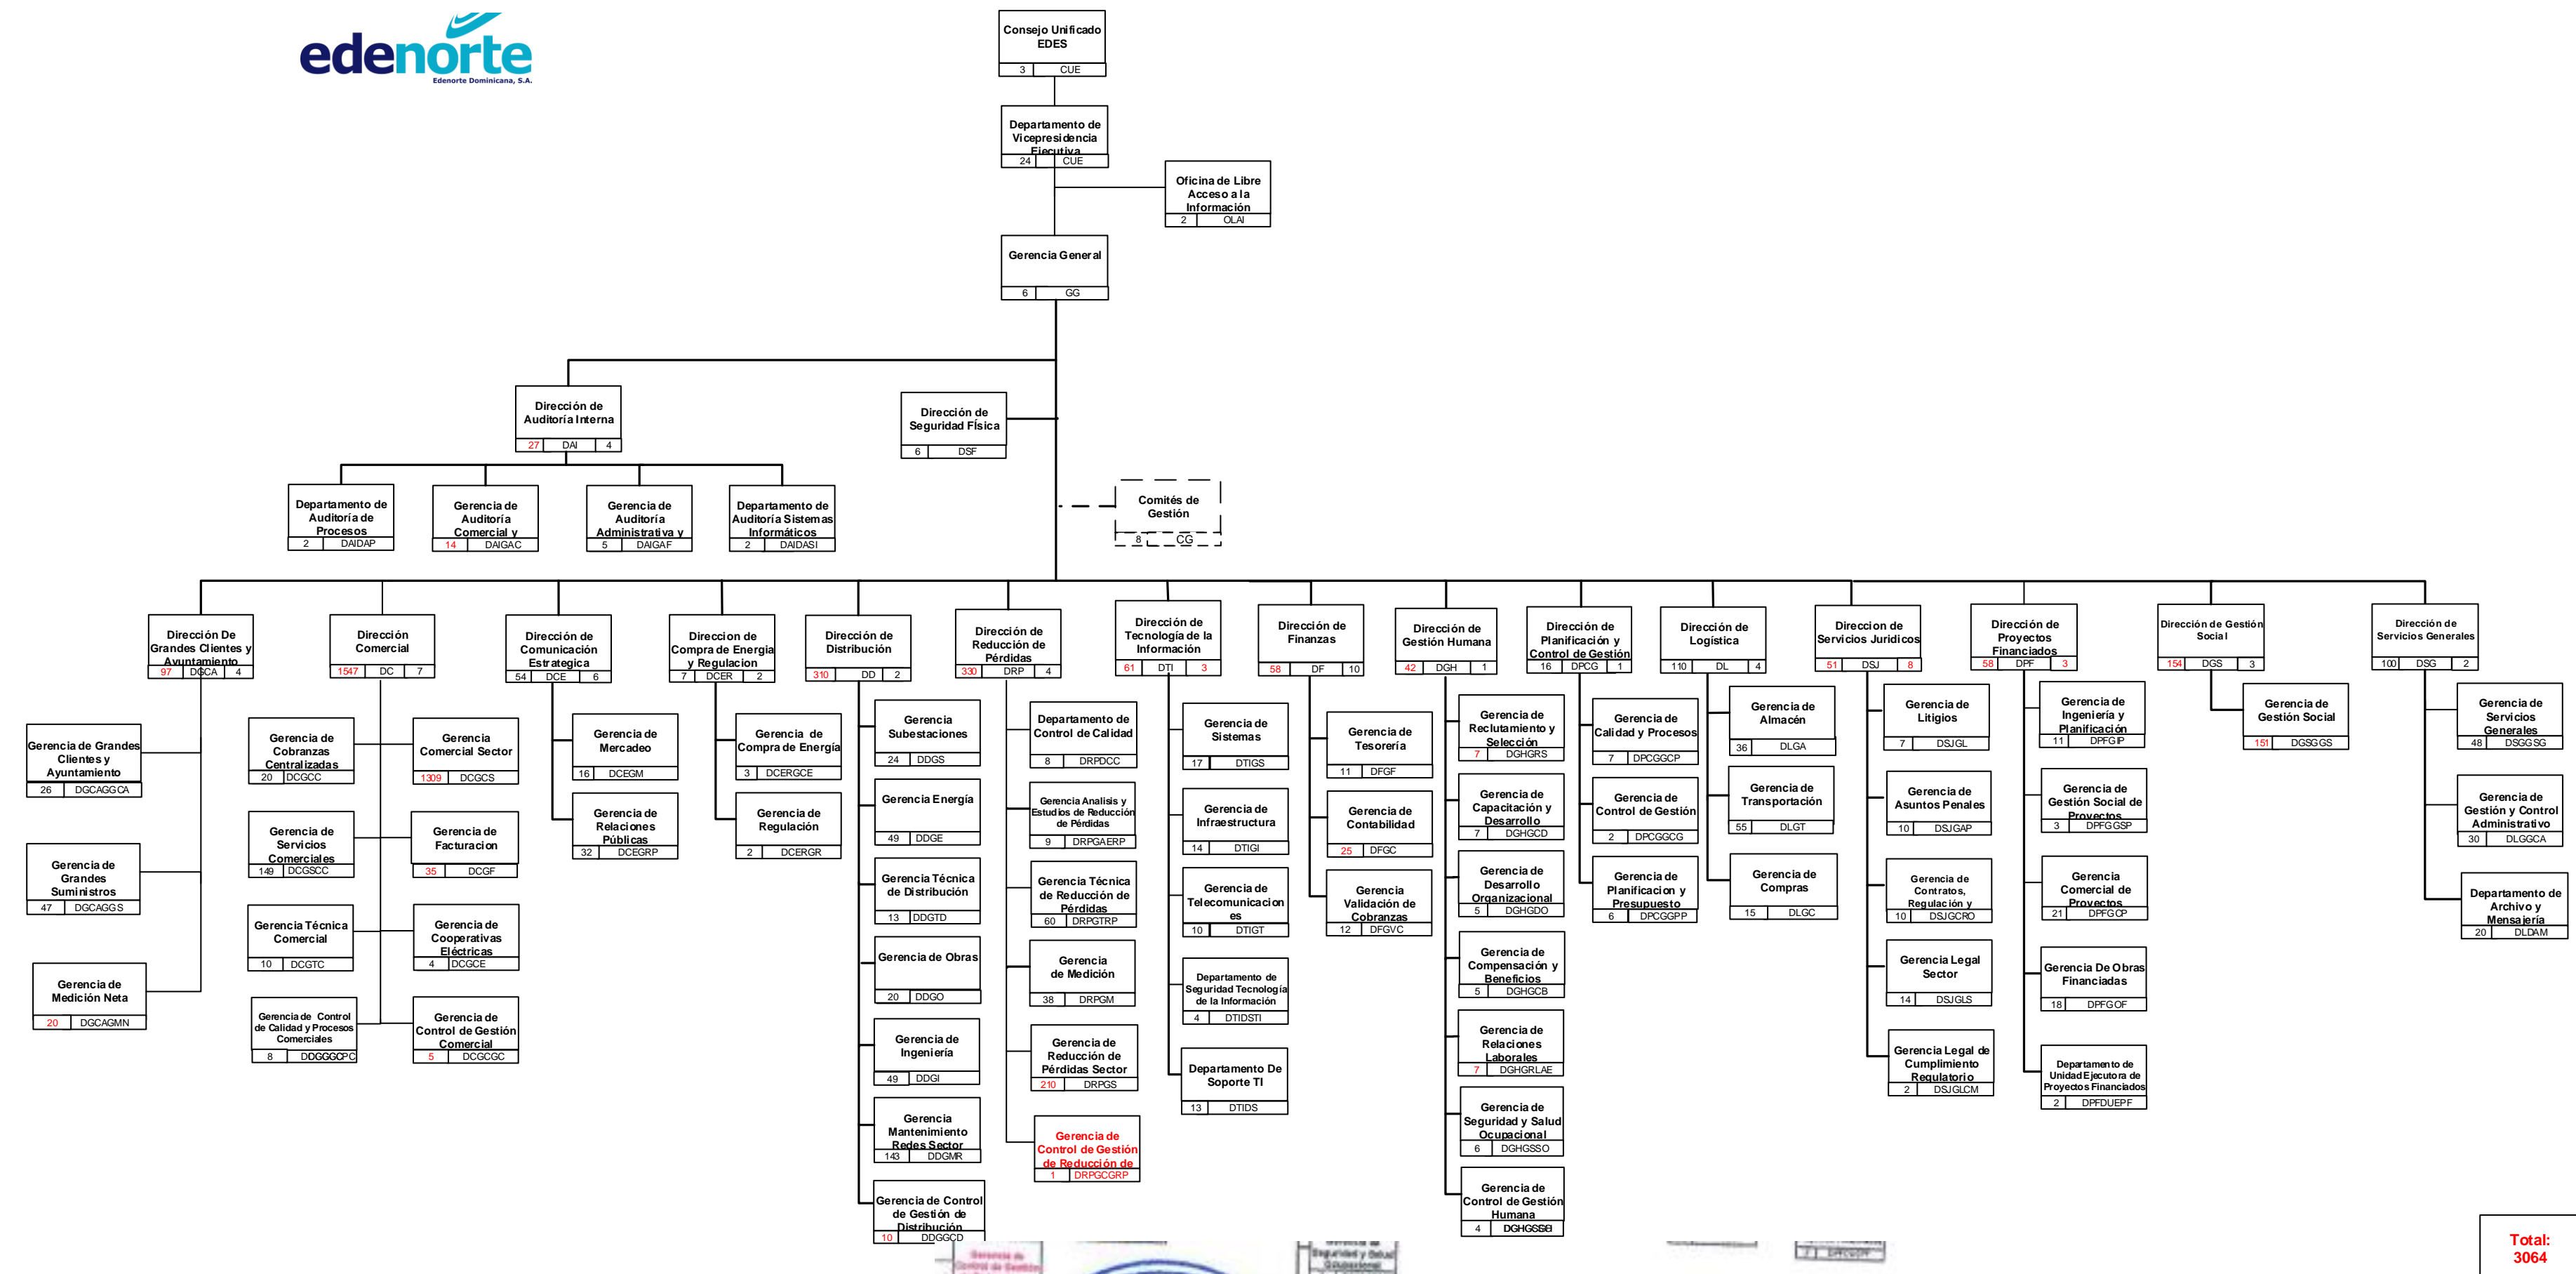 edenorte
Edenorte Dominicana, S.A.
Consejo Unificado
EDES
3 CUE
Departamento de
Vicepresidencia
Ejecutiva
24 CUE
Oficina de Libre
Acceso a la
Información
2 OLAI
Gerencia General
6 GG
Dirección de
Auditoría Interna
27 DAI 4
Dirección de
Seguridad FÍsica
6 DSF
Departamento de
Auditoría de
Procesos
2 DAIDAP
Gerencia de
Auditoría
Comercial y
14 DAIGAC
Gerencia de
Auditoría
Administrativa y
5 DAIGAF
Departamento de
Auditoría Sistemas
Informáticos
2 DAIDASI
Comités de
Gestión
8 CG
Dirección De
Grandes Clientes y
Ayuntamiento
97 DGCA 4
Gerencia de Grandes
Clientes y
Ayuntamiento
26 DGCAGGCA
Gerencia de
Grandes
Suministros
47 DGCAGGS
Gerencia de
Medición Neta
20 DGCAGMN
Dirección
Comercial
1547 DC 7
Gerencia de
Cobranzas
Centralizadas
20 DCGCC
Gerencia
Comercial Sector
1309 DCGCS
Gerencia de
Servicios
Comerciales
149 DCGSCC
Gerencia de
Facturacion
35 DCGF
Gerencia Técnica
Comercial
10 DCGTC
Gerencia de
Cooperativas
Eléctricas
4 DCGCE
Gerencia de Control
de Calidad y Procesos
Comerciales
8
Gerencia de
Control de Gestión
Comercial
5 DCGCGC
Dirección de
Comunicación
Estrategica
54 DCE 6
Gerencia de
Mercadeo
16 DCEGM
Gerencia de
Relaciones
Públicas
32 DCEGRP
Direccion de
Compra de Energia
y Regulacion
7 DCER 2
Gerencia de
Compra de Energía
3 DCERGCE
Gerencia de
Regulación
2 DCERGR
Dirección de
Distribución
310 DD 2
Gerencia
Subestaciones
24 DDGS
Gerencia Energía
49 DDGE
Gerencia Técnica
de Distribución
13 DDGTD
Gerencia de Obras
20 DDGO
Gerencia de
Ingeniería
49 DDGI
Gerencia
Mantenimiento
Redes Sector
143 DDGMR
Gerencia de Control
de Gestión de
Distribución
10 DDGGCD
Dirección de
Reducción de
Pérdidas
330 DRP 4
Departamento de
Control de Calidad
8 DRPDCC
Gerencia Analisis y
Estudios de Reducción
de Pérdidas
9 DRPGAERP
Gerencia Técnica
de Reducción de
Pérdidas
60 DRPGTRP
Gerencia
de Medición
38 DRPGM
Gerencia de
Reducción de
Pérdidas Sector
210 DRPGS
Gerencia de
Control de Gestión
de Reducción de
1 DRPGCGRP
Dirección de
Tecnología de la
Información
61 DTI 3
Gerencia de
Sistemas
17 DTIGS
Gerencia de
Infraestructura
14 DTIGI
Gerencia de
Telecomunicacion
es
10 DTIGT
Departamento de
Seguridad Tecnología
de la Información
4 DTIDSTI
Departamento De
Soporte TI
13 DTIDS
Dirección de
Finanzas
58 DF 10
Gerencia de
Tesorería
11 DFGF
Gerencia de
Contabilidad
25 DFGC
Gerencia
Validación de
Cobranzas
12 DFGVC
Dirección de
Gestión Humana
42 DGH 1
Gerencia de
Reclutamiento y
Selección
7 DGHGRS
Gerencia de
Capacitación y
Desarrollo
7 DGHGCD
Gerencia de
Desarrollo
Organizacional
5 DGHGDO
Gerencia de
Compensación y
Beneficios
5 DGHGCB
Gerencia de
Relaciones
Laborales
7 DGHGRLAE
Gerencia de
Seguridad y Salud
Ocupacional
6 DGHGSSO
Gerencia de
Control de Gestión
Humana
4
Dirección de
Planificación y
Control de Gestión
16 DPCG 1
Gerencia de
Calidad y Procesos
7 DPCGGCP
Gerencia de
Control de Gestión
2 DPCGGCG
Gerencia de
Planificacion y
Presupuesto
6 DPCGGPP
Dirección de
Logística
110 DL 4
Gerencia de
Almacén
36 DLGA
Gerencia de
Transportación
55 DLGT
Gerencia de
Compras
15 DLGC
Direccion de
Servicios Juridicos
51 DSJ 8
Gerencia de
Litigios
7 DSJGL
Gerencia de
Asuntos Penales
10 DSJGAP
Gerencia de
Contratos,
Regulación y
10 DSJGCRO
Gerencia Legal
Sector
14 DSJGLS
Gerencia Legal de
Cumplimiento
Regulatorio
2 DSJGLCM
Dirección de
Proyectos
Financiados
58 DPF 3
Gerencia de
Ingeniería y
Planificación
11 DPFGIP
Gerencia de
Gestión Social de
Proyectos
3 DPFGGSP
Gerencia
Comercial de
Proyectos
21 DPFGCP
Gerencia De Obras
Financiadas
18 DPFGOF
Departamento de
Unidad Ejecutora de
Proyectos Financiados
2 DPFDUEPF
Dirección de Gestión
Social
154 DGS 3
Gerencia de
Gestión Social
151 DGSGGS
Dirección de
Servicios Generales
100 DSG 2
Gerencia de
Servicios
Generales
48 DSGGSG
Gerencia de
Gestión y Control
Administrativo
30 DLGGCA
Departamento de
Archivo y
Mensajería
20 DLDAM
Gerencia de
Control de Gestión
Seguridad y Salud
Ocupacional
Total:
3064